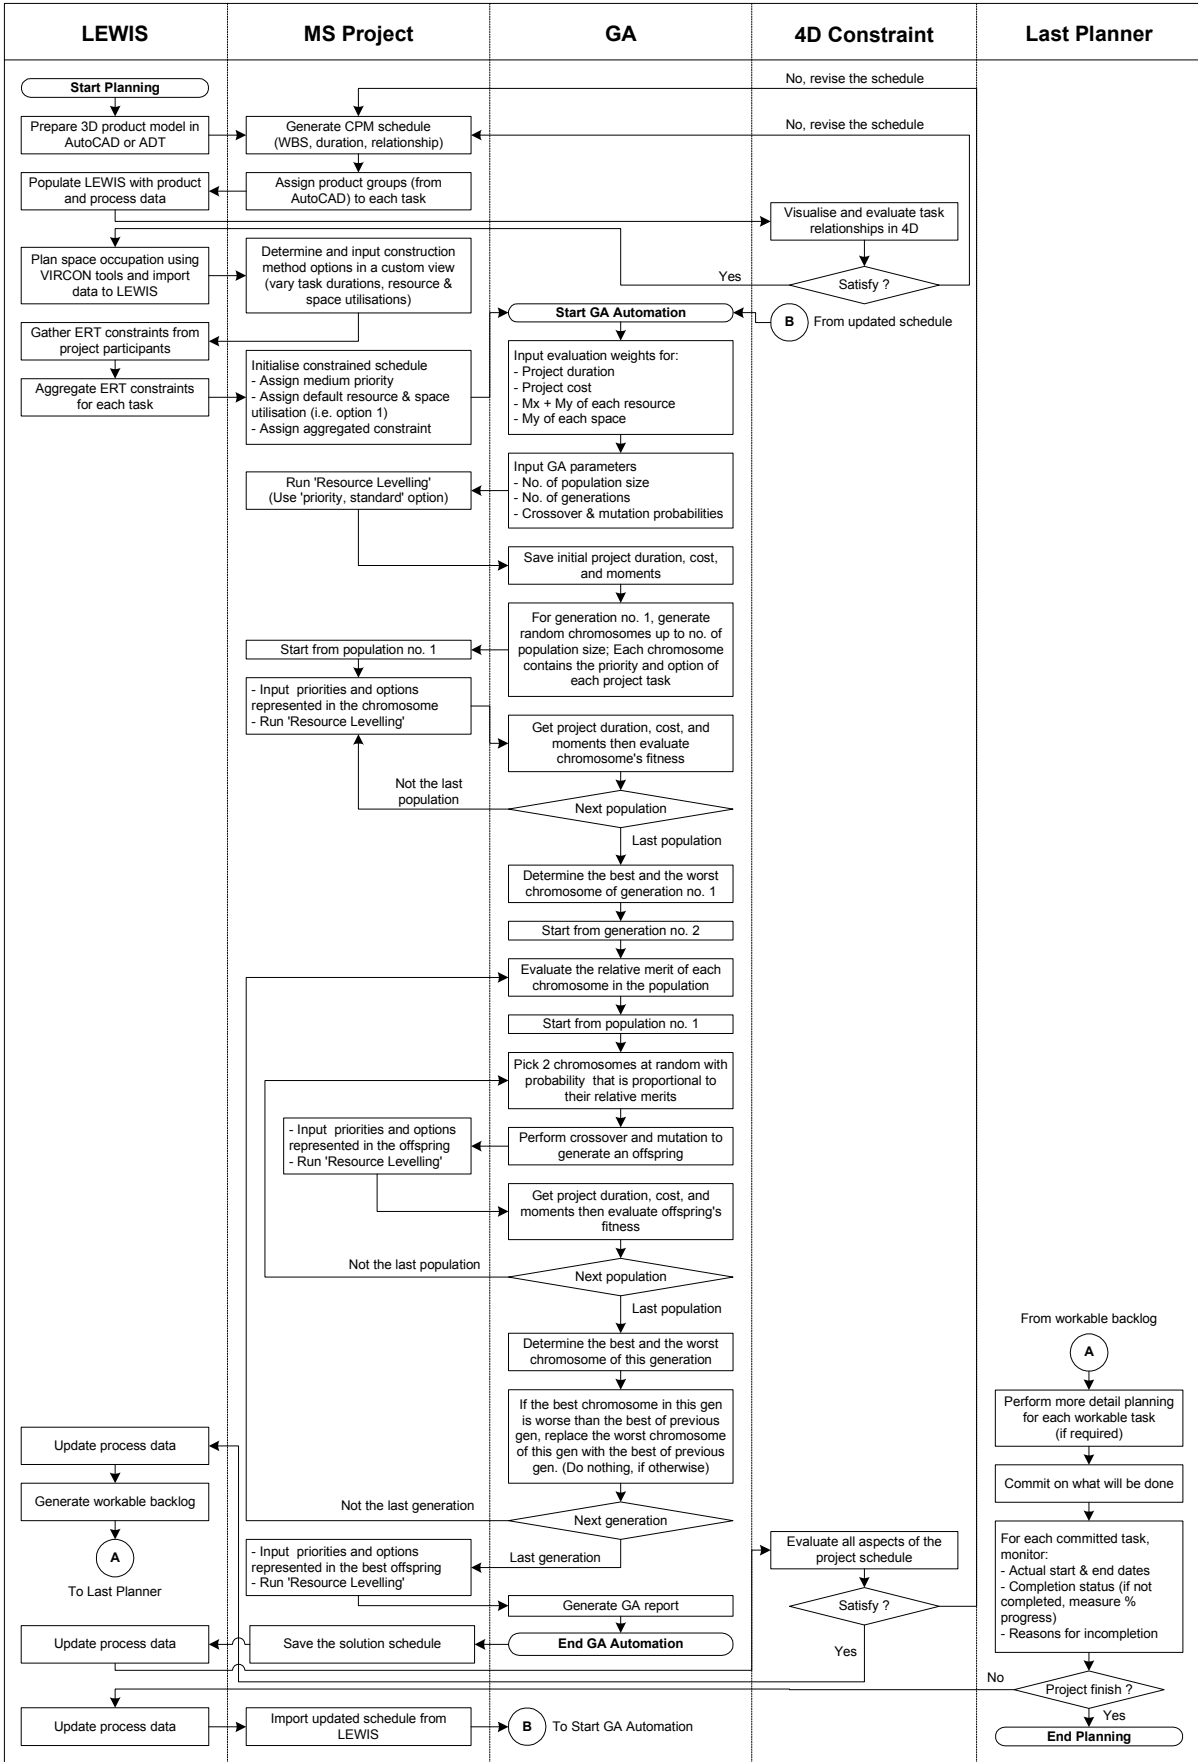 LEWIS
MS Project
GA
4D Constraint
Last Planner
No, revise the schedule
Start Planning
Prepare 3D product model in
AutoCAD or ADT
Generate CPM schedule
(WBS, duration, relationship)
No, revise the schedule
Populate LEWIS with product
and process data
Assign product groups (from
AutoCAD) to each task
Visualise and evaluate task
relationships in 4D
Plan space occupation using
VIRCON tools and import
data to LEWIS
Determine and input construction
method options in a custom view
(vary task durations, resource &
space utilisations)
Yes
Satisfy ?
Start GA Automation
B
From updated schedule
Gather ERT constraints from
project participants
Aggregate ERT constraints
for each task
Initialise constrained schedule
- Assign medium priority
- Assign default resource & space
utilisation (i.e. option 1)
- Assign aggregated constraint
Input evaluation weights for:
- Project duration
- Project cost
- Mx + My of each resource
- My of each space
Run 'Resource Levelling'
(Use 'priority, standard' option)
Input GA parameters
- No. of population size
- No. of generations
- Crossover & mutation probabilities
Save initial project duration, cost,
and moments
For generation no. 1, generate
random chromosomes up to no. of
population size; Each chromosome
contains the priority and option of
each project task
Start from population no. 1
- Input  priorities and options
represented in the chromosome
- Run 'Resource Levelling'
Get project duration, cost, and
moments then evaluate
chromosome's fitness
Not the last
population
Next population
Last population
Determine the best and the worst
chromosome of generation no. 1
Start from generation no. 2
Evaluate the relative merit of each
chromosome in the population
Start from population no. 1
Pick 2 chromosomes at random with
probability  that is proportional to
their relative merits
- Input  priorities and options
represented in the offspring
- Run 'Resource Levelling'
Perform crossover and mutation to
generate an offspring
Get project duration, cost, and
moments then evaluate offspring's
fitness
Not the last population
Next population
Last population
From workable backlog
A
Determine the best and the worst
chromosome of this generation
Perform more detail planning
for each workable task
(if required)
If the best chromosome in this gen
is worse than the best of previous
gen, replace the worst chromosome
of this gen with the best of previous
gen. (Do nothing, if otherwise)
Update process data
Commit on what will be done
Generate workable backlog
Not the last generation
Next generation
A
To Last Planner
Last generation
- Input  priorities and options
represented in the best offspring
- Run 'Resource Levelling'
Evaluate all aspects of the
project schedule
For each committed task,
monitor:
- Actual start & end dates
- Completion status (if not
completed, measure %
progress)
- Reasons for incompletion
Generate GA report
Satisfy ?
Update process data
Save the solution schedule
End GA Automation
Yes
No
Project finish ?
Yes
Update process data
Import updated schedule from
LEWIS
B
To Start GA Automation
End Planning